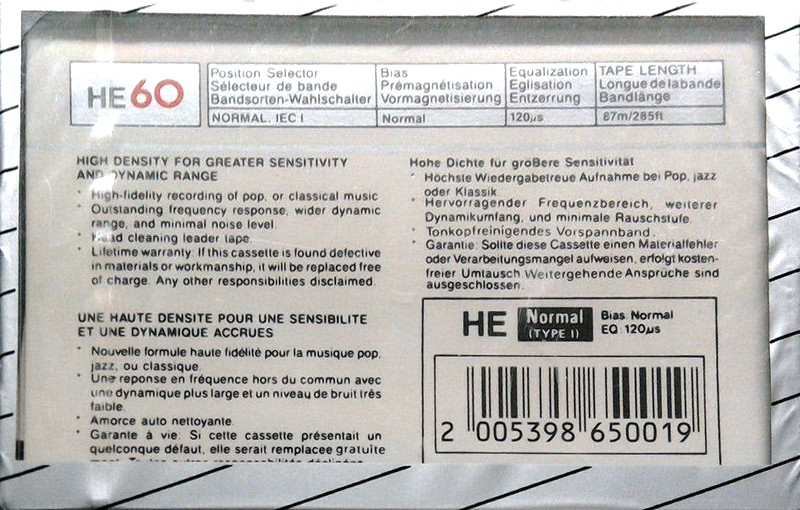 HE 60
Position Selector
Sélecteur de bande
Bandsorten-Wahlschalter
NORMAL, IEC I
Bias
Prémagnétisation
Vormagnetisierung
Normal
Equalization
Eglisation
Entzerrung
120µs
TAPE LENGTH
Longue de la bande
Bandlänge
87m/285ft
HIGH DENSITY FOR GREATER SENSITIVITY
AND DYNAMIC RANGE
• High-fidelity recording of pop, or classical music
• Outstanding frequency response, wider dynamic
range, and minimal noise level.
• Head cleaning leader tape.
• Lifetime warranty: If this cassette is found defective
in materials or workmanship, it will be replaced free
of charge. Any other responsibilities disclaimed.
UNE HAUTE DENSITE POUR UNE SENSIBILITE
ET UNE DYNAMIQUE ACCRUES
• Nouvelle formule haute fidélité pour la musique pop,
jazz, ou classique.
• Une reponse en fréquence hors du commun avec
une dynamique plus large et un niveau de bruit très
faible.
• Amorce auto nettoyante.
• Garante à vie: Si cette cassette présentait un
quelconque défaut, elle serait remplacee gratuite
Hohe Dichte für größere Sensitivität
• Höchste Wiedergabetreue Aufnahme bei Pop, jazz
oder Klassik.
• Hervorragender Frequenzbereich, weiterer
Dynamikumfang, und minimale Rauschstufe.
• Tonkopfreinigendes Vorspannband.
• Garantie: Sollte diese Cassette einen Materialfehler
oder Verarbeitungsmangel aufweisen, erfolgt kosten-
freier Umtausch. Weitergehende Ansprüche sind
ausgeschlossen.
HE Normal (TYPE I)
Bias: Normal
EQ: 120µs
2 005398 650019